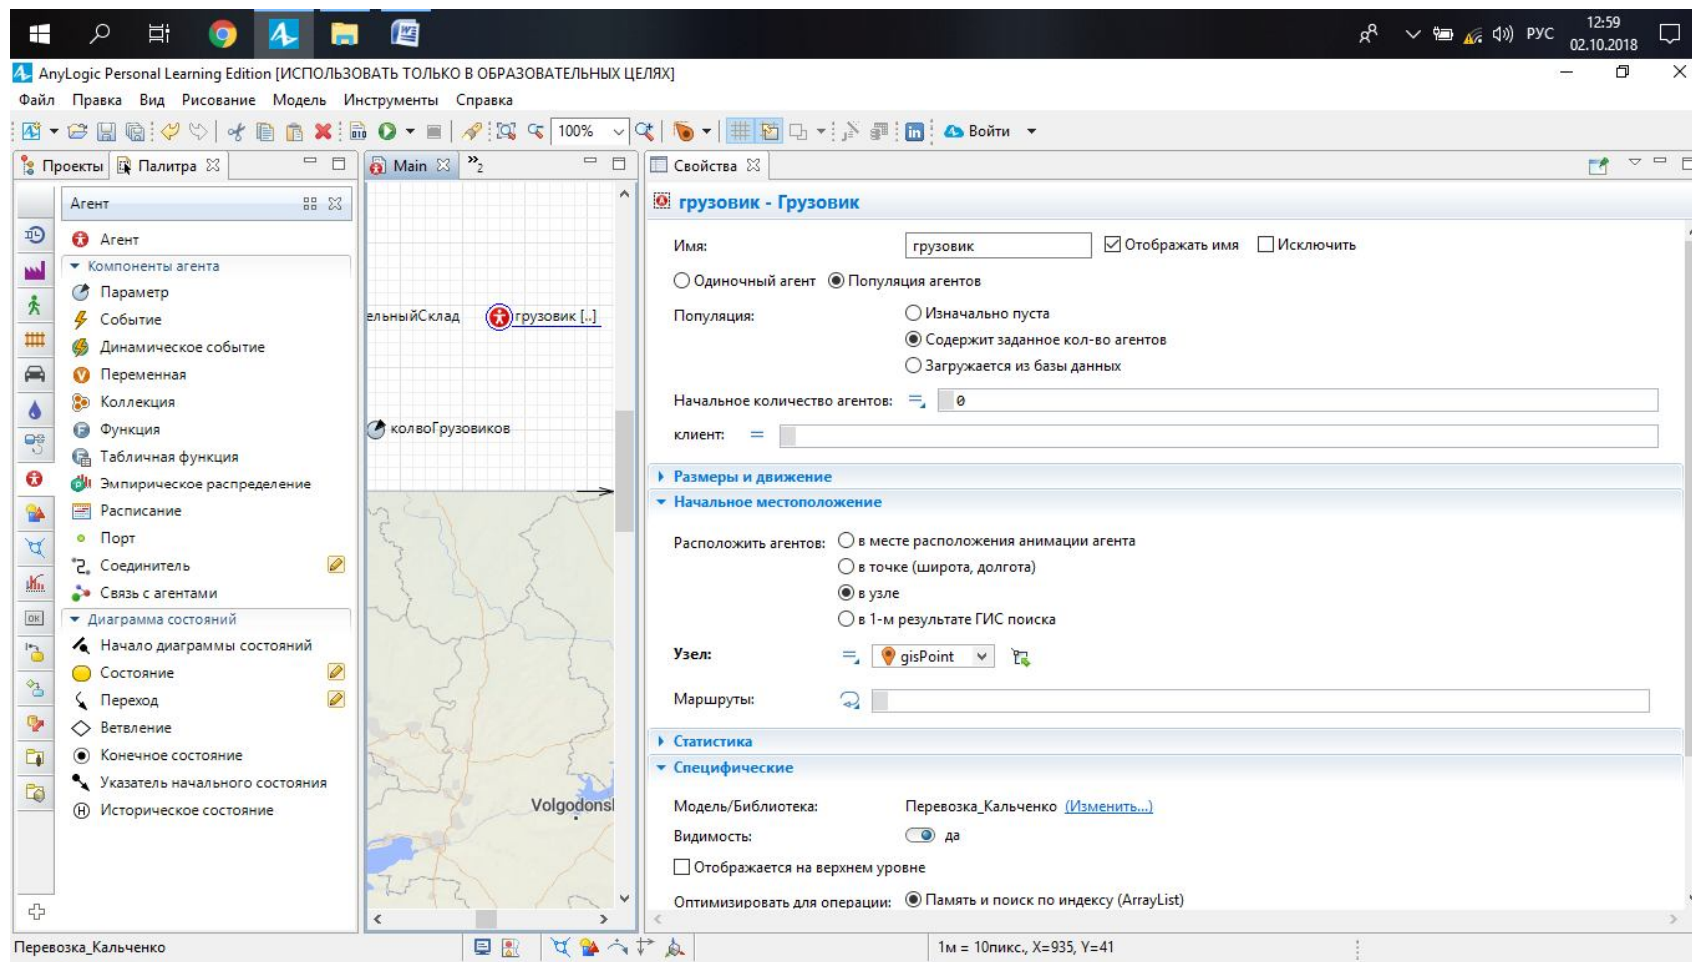 12:59
РУС
02.10.2018
AnyLogic Personal Learning Edition [ИСПОЛЬЗОВАТЬ ТОЛЬКО В ОБРАЗОВАТЕЛЬНЫХ ЦЕЛЯХ]
Файл Правка Вид Рисование Модель Инструменты Справка
100% Войти
Проекты Палитра
Агент
Агент
Компоненты агента
Параметр
Событие
Динамическое событие
Переменная
Коллекция
Функция
Табличная функция
Эмпирическое распределение
Расписание
Порт
Соединитель
Связь с агентами
Диаграмма состояний
Начало диаграммы состояний
Состояние
Переход
Ветвление
Конечное состояние
Указатель начального состояния
Историческое состояние
Main »2
ельныйСклад грузовик [..]
колвоГрузовиков
Volgodons
Свойства
грузовик - Грузовик
Имя: грузовик Отображать имя Исключить
Одиночный агент Популяция агентов
Популяция: Изначально пуста
Содержит заданное кол-во агентов
Загружается из базы данных
Начальное количество агентов: 0
клиент:
Размеры и движение
Начальное местоположение
Расположить агентов: в месте расположения анимации агента
в точке (широта, долгота)
в узле
в 1-м результате ГИС поиска
Узел: gisPoint
Маршруты:
Статистика
Специфические
Модель/Библиотека: Перевозка_Кальченко (Изменить...)
Видимость: да
Отображается на верхнем уровне
Оптимизировать для операции: Память и поиск по индексу (ArrayList)
Перевозка_Кальченко
1м = 10пикс., X=935, Y=41